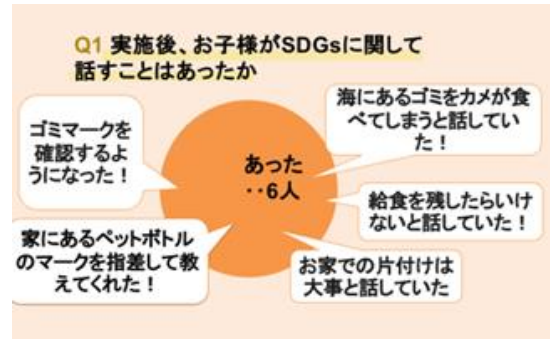 Q1 実施後、お子様がSDGsに関して
話すことはあったか
ゴミマークを
確認するよ
うになった！
海にあるゴミをカメが食
べてしまうと話してい
た！
あった
‥6人
給食を残したらいけ
ないと話していた！
家にあるペットボトル
のマークを指差して教
えてくれた！
お家での片付けは
大事と話していた